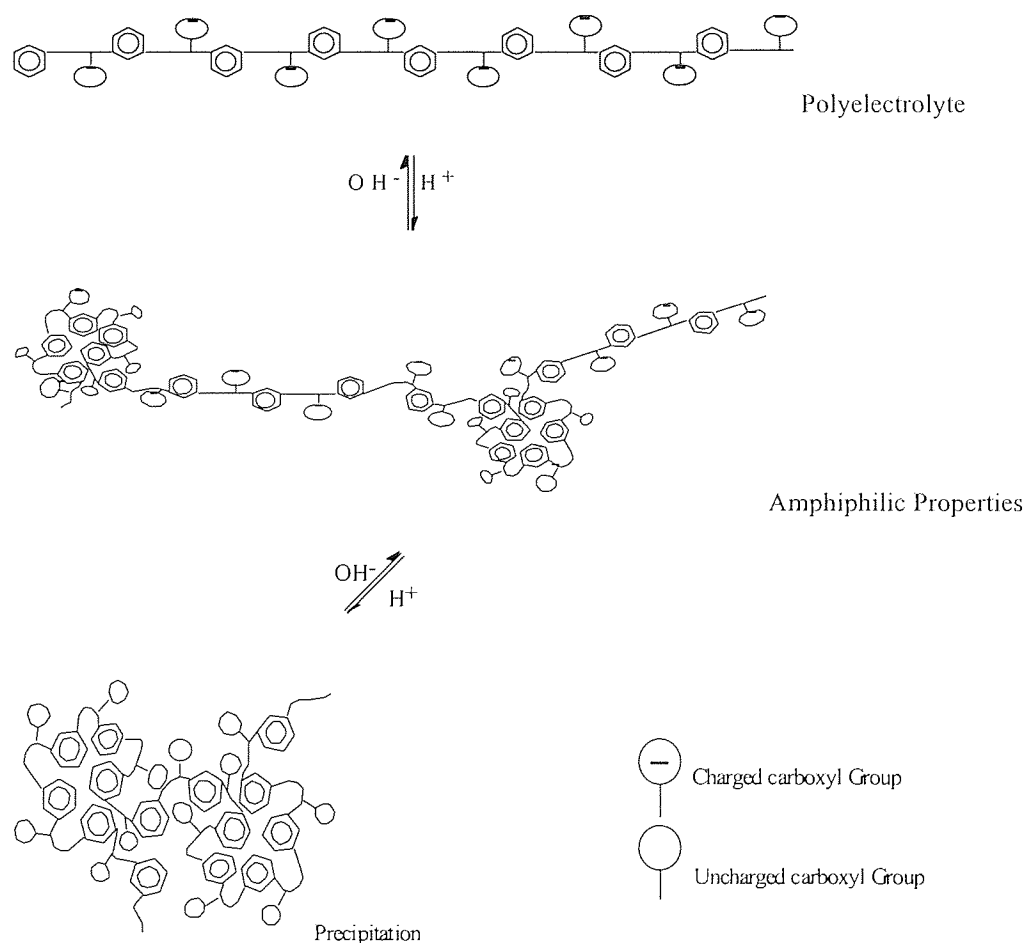 Polyelectrolyte
OH- H+
Amphiphilic Properties
OH-
H+
Charged carboxyl Group
Uncharged carboxyl Group
Precipitation